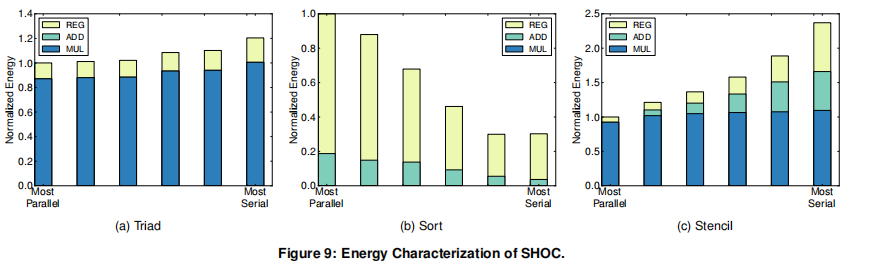 1.4
1.2
1.0
0.8
0.6
0.4
0.2
0.0
Normalized Energy
REG
ADD
MUL
Most
Parallel
Most
Serial
(a) Triad
1.0
0.8
0.6
0.4
0.2
0.0
Normalized Energy
REG
ADD
MUL
Most
Parallel
Most
Serial
(b) Sort
2.5
2.0
1.5
1.0
0.5
0.0
Normalized Energy
REG
ADD
MUL
Most
Parallel
Most
Serial
(c) Stencil
Figure 9: Energy Characterization of SHOC.